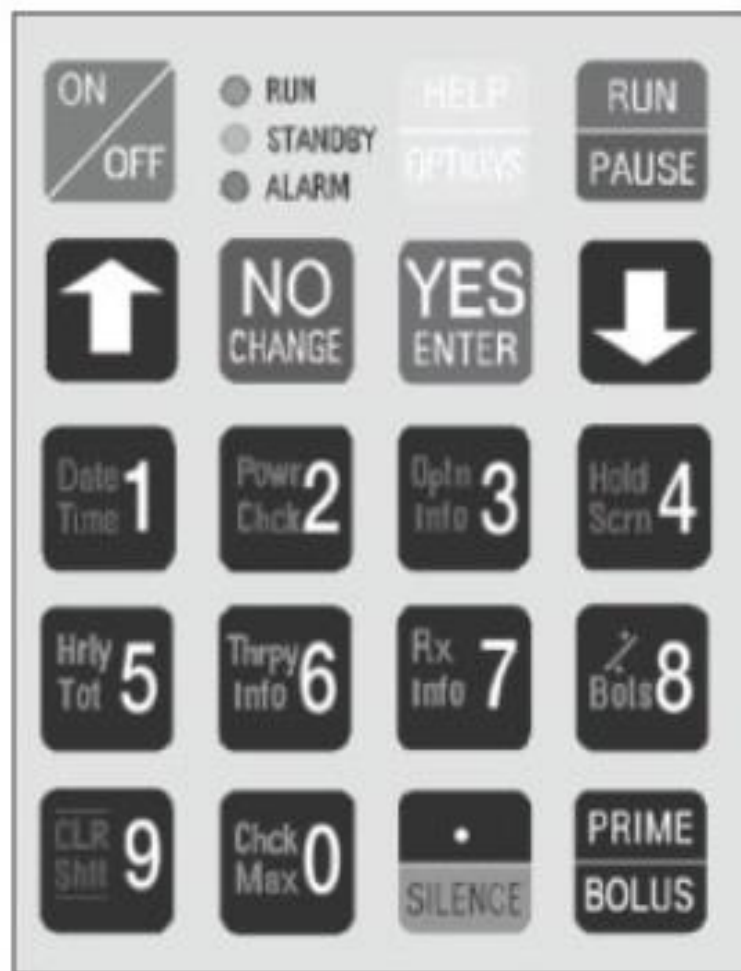 ON
OFF
RUN
STANDBY
ALARM
HELP
OPTIONS
RUN
PAUSE
NO
CHANGE
YES
ENTER
Date
Time
1
Powr
Chck
2
Optn
Info
3
Hold
Scrn
4
Hrly
Tot
5
Thrpy
Info
6
Rx
Info
7
+/-
Bols
8
CLR
9
Chck
Max
0
.
SILENCE
PRIME
BOLUS